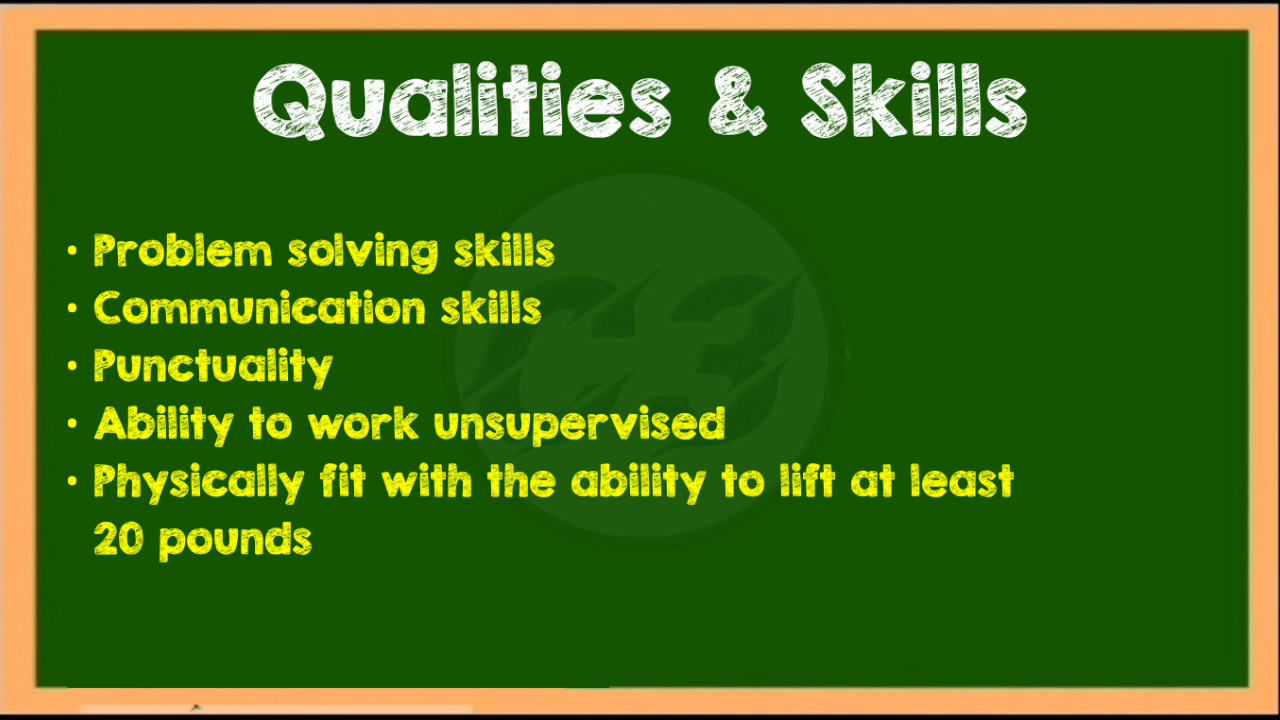 Qualities & Skills
• Problem solving skills
• Communication skills
• Punctuality
• Ability to work unsupervised
• Physically fit with the ability to lift at least
20 pounds